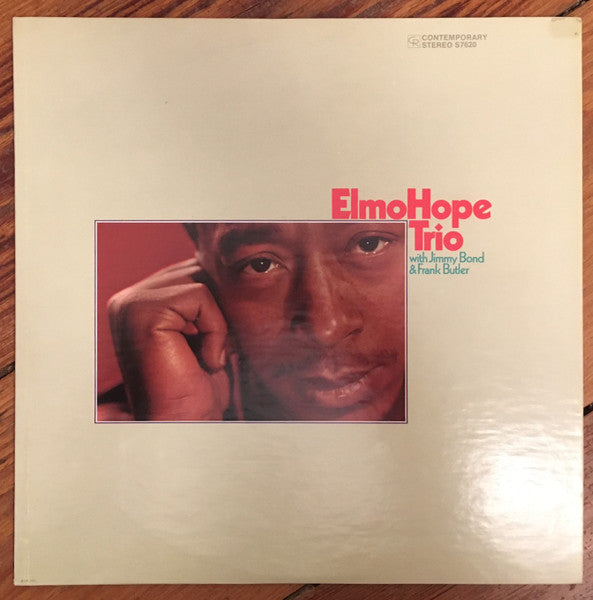 CONTEMPORARY
STEREO S7620
ElmoHope
Trio
with Jimmy Bond
& Frank Butler